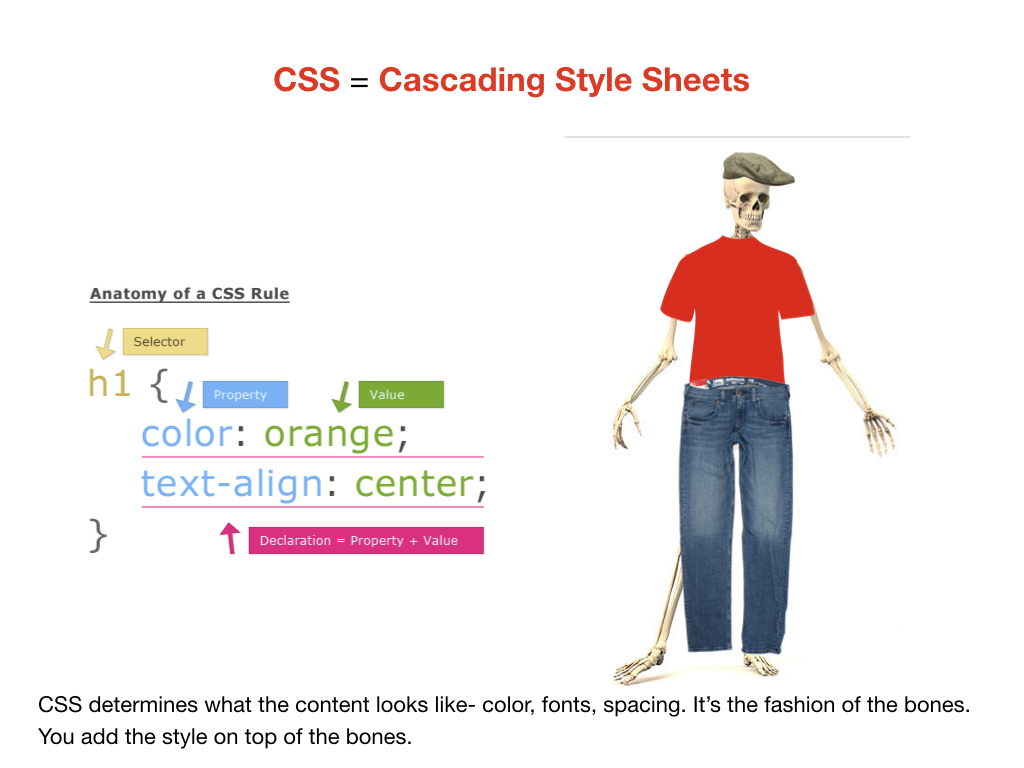 CSS = Cascading Style Sheets
Anatomy of a CSS Rule
Selector
h1 {
Property
Value
color: orange;
text-align: center;
}
Declaration = Property + Value
CSS determines what the content looks like- color, fonts, spacing. It’s the fashion of the bones.
You add the style on top of the bones.